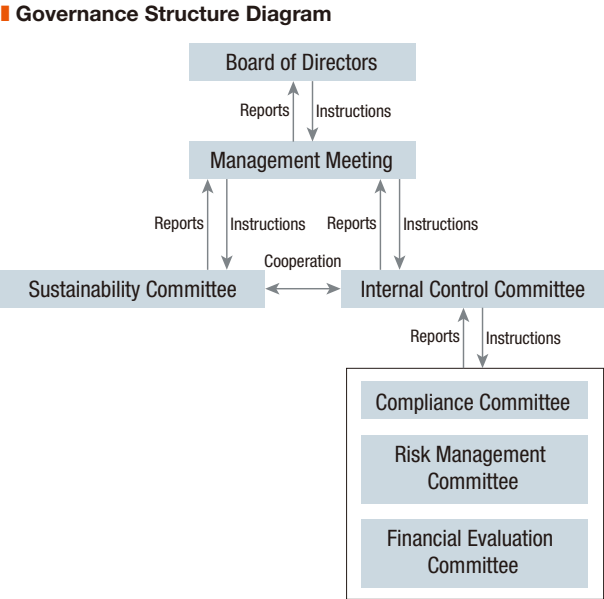 Governance Structure Diagram
Board of Directors
Reports
Instructions
Management Meeting
Reports
Instructions
Reports
Instructions
Cooperation
Sustainability Committee
Internal Control Committee
Reports
Instructions
Compliance Committee
Risk Management
Committee
Financial Evaluation
Committee